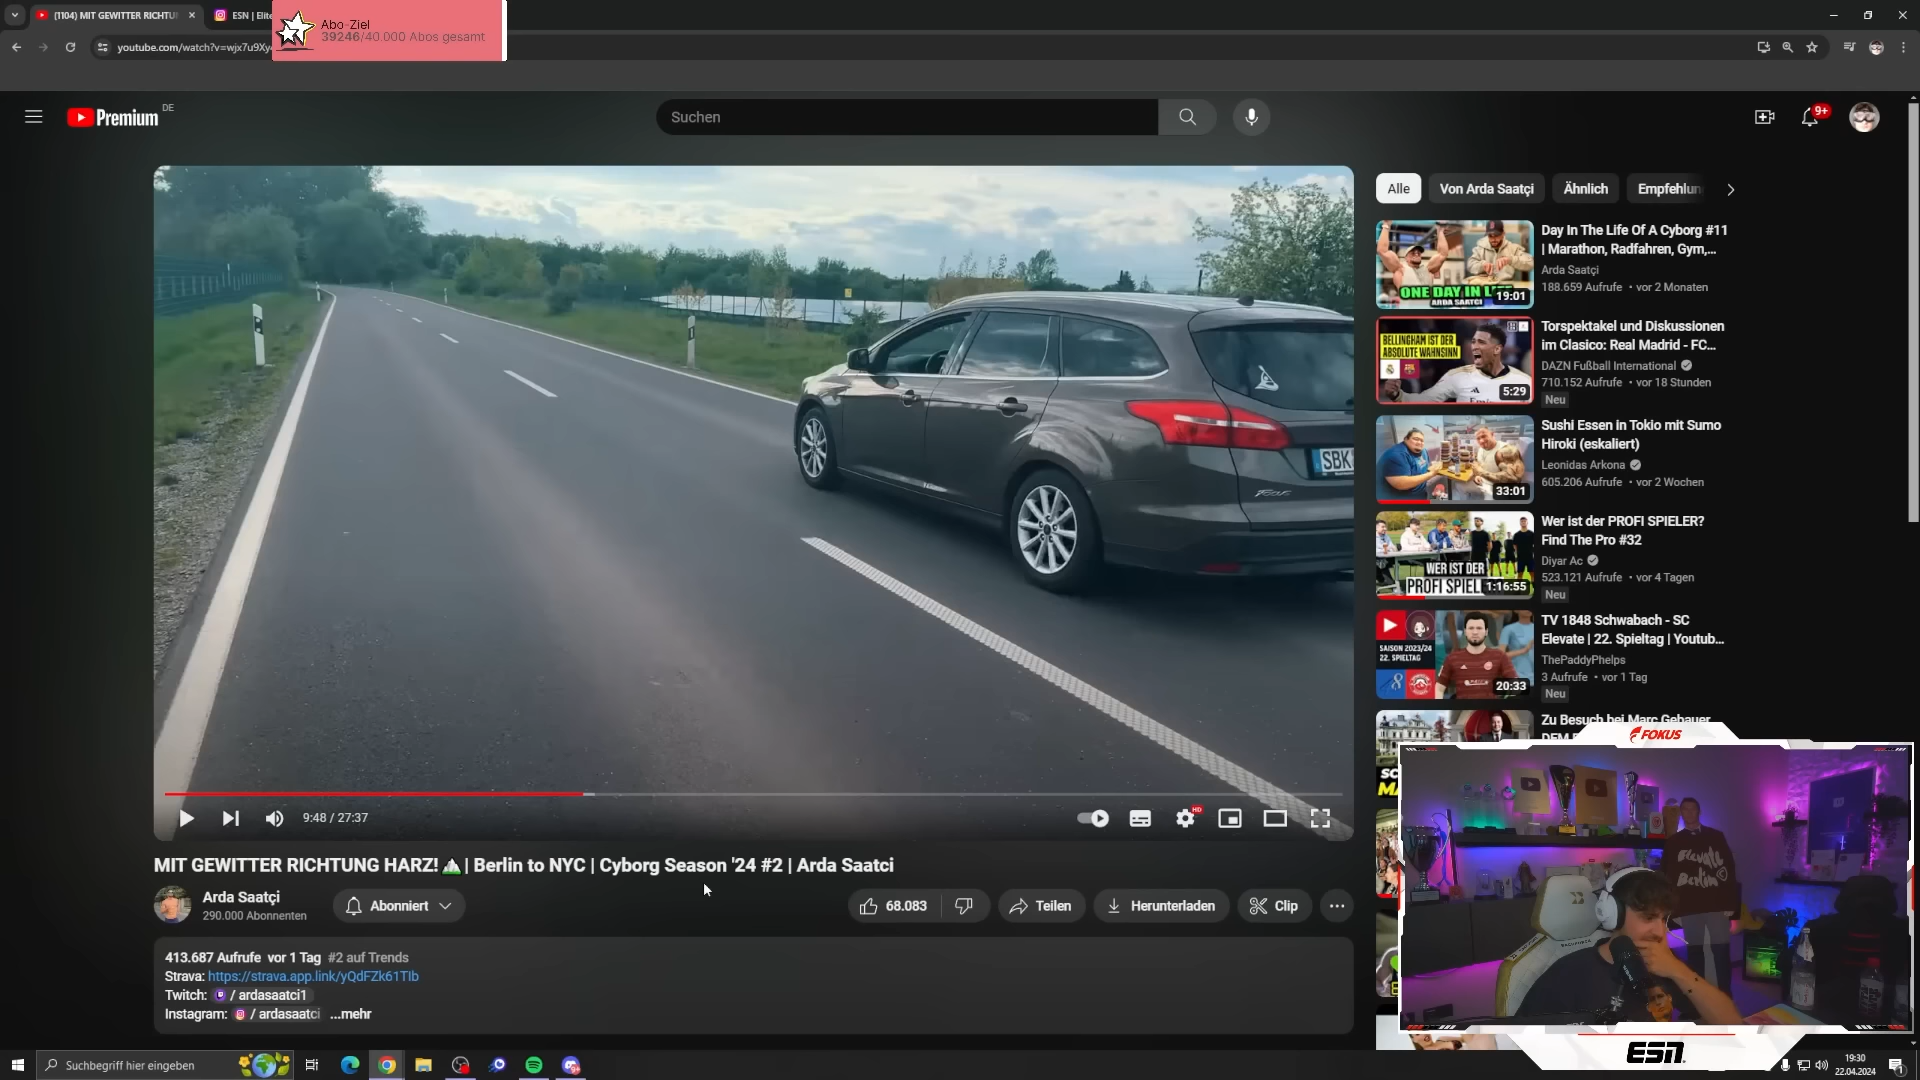 (1104) MIT GEWITTER RICHTU
ESN | Elite
Abo-Ziel
39246/40.000 Abos gesamt
youtube.com/watch?v=wjx7u9Xy
Premium DE
Suchen
9+
Alle
Von Arda Saatçi
Ähnlich
Empfehlun
SBK
9:48 / 27:37
HD
MIT GEWITTER RICHTUNG HARZ! | Berlin to NYC | Cyborg Season '24 #2 | Arda Saatci
Arda Saatçi
290.000 Abonnenten
Abonniert
68.083
Teilen
Herunterladen
Clip
413.687 Aufrufe vor 1 Tag #2 auf Trends
Strava: https://strava.app.link/yQdFZk61TIb
Twitch: / ardasaatci1
Instagram: / ardasaatci ...mehr
ONE DAY IN L
ARDA SAATCI
19:01
Day In The Life Of A Cyborg #11
| Marathon, Radfahren, Gym,...
Arda Saatçi
188.659 Aufrufe • vor 2 Monaten
BELLINGHAM IST DER
ABSOLUTE WAHNSINN
5:29
Torspektakel und Diskussionen
im Clasico: Real Madrid - FC...
DAZN Fußball International
710.152 Aufrufe • vor 18 Stunden
Neu
33:01
Sushi Essen in Tokio mit Sumo
Hiroki (eskaliert)
Leonidas Arkona
605.206 Aufrufe • vor 2 Wochen
WER IST DER
PROFI SPIEL
1:16:55
Wer ist der PROFI SPIELER?
Find The Pro #32
Diyar Ac
523.121 Aufrufe • vor 4 Tagen
Neu
SAISON 2023/24
22. SPIELTAG
20:33
TV 1848 Schwabach - SC
Elevate | 22. Spieltag | Youtub...
ThePaddyPhelps
3 Aufrufe • vor 1 Tag
Neu
Zu Besuch bei Marc Gebauer
FOKUS
Elevate
Berlin
ESN
Suchbegriff hier eingeben
19:30
22.04.2024